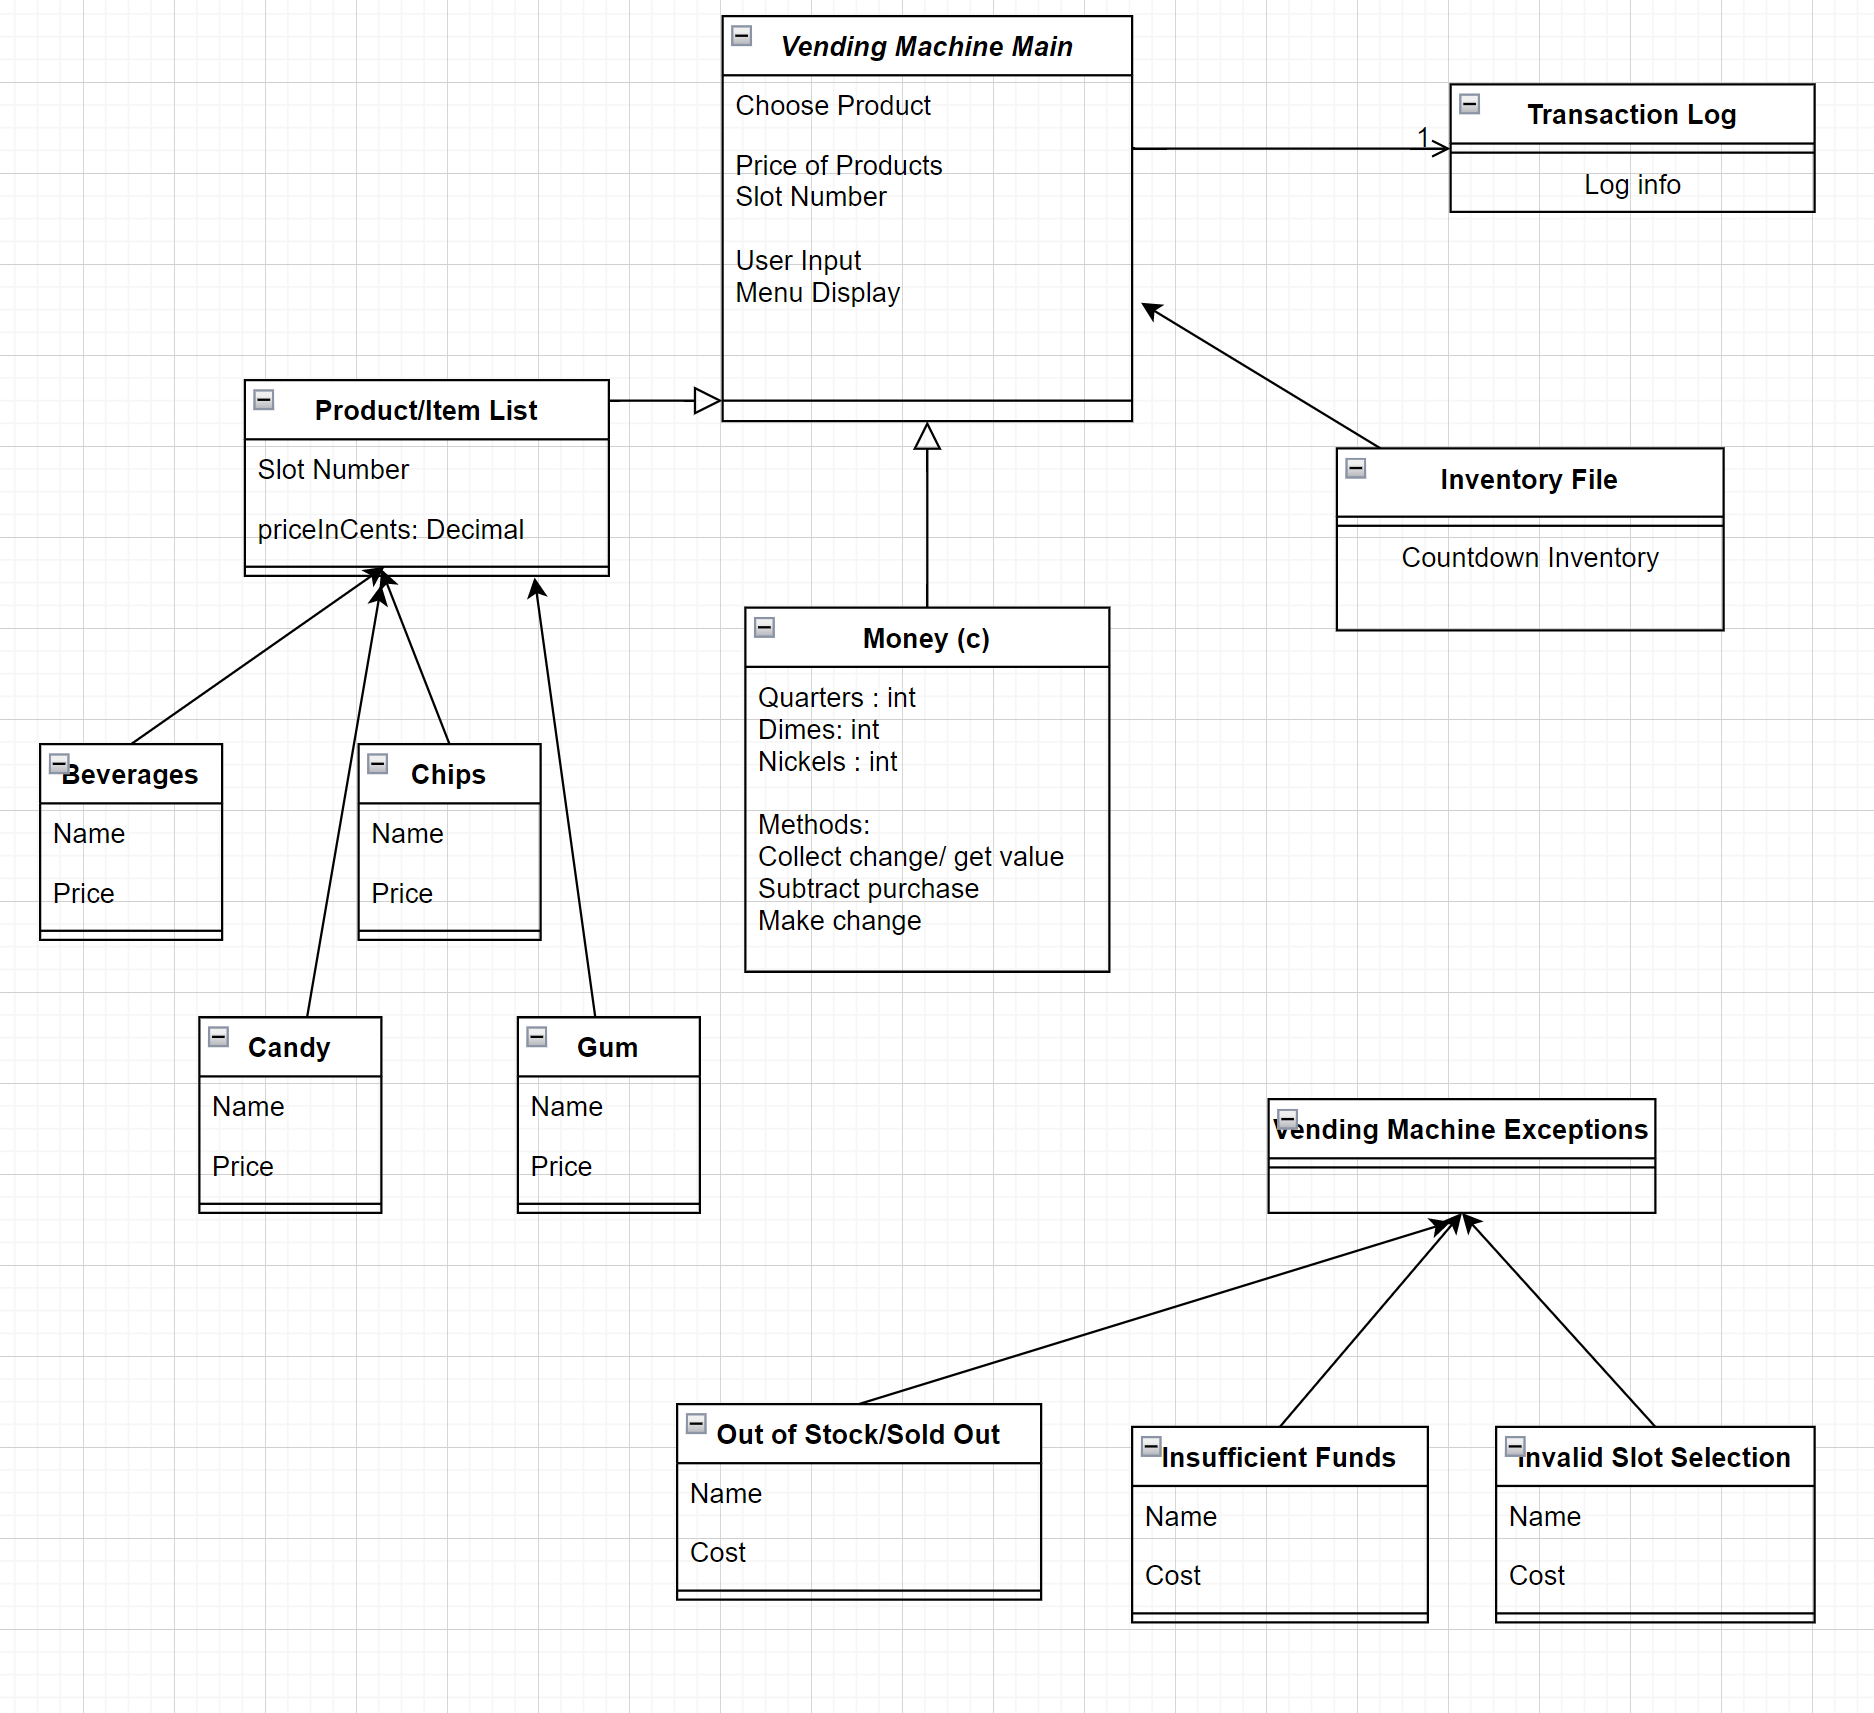 Vending Machine Main
Choose Product
Price of Products
Slot Number
User Input
Menu Display
1
Transaction Log
Log info
Product/Item List
Slot Number
priceInCents: Decimal
Inventory File
Countdown Inventory
Money (c)
Quarters : int
Dimes: int
Nickels : int
Methods:
Collect change/ get value
Subtract purchase
Make change
Beverages
Name
Price
Chips
Name
Price
Candy
Name
Price
Gum
Name
Price
Vending Machine Exceptions
Out of Stock/Sold Out
Name
Cost
Insufficient Funds
Name
Cost
Invalid Slot Selection
Name
Cost